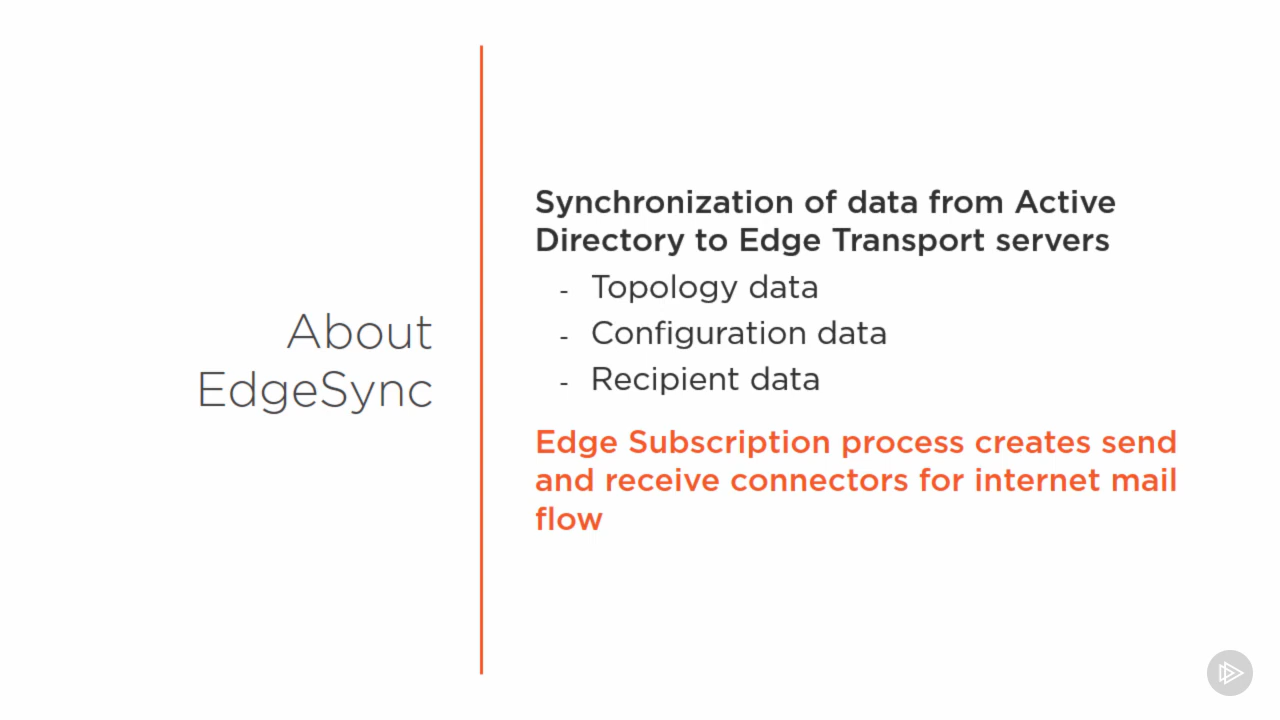 About
EdgeSync
Synchronization of data from Active
Directory to Edge Transport servers
- Topology data
- Configuration data
- Recipient data
Edge Subscription process creates send
and receive connectors for internet mail
flow